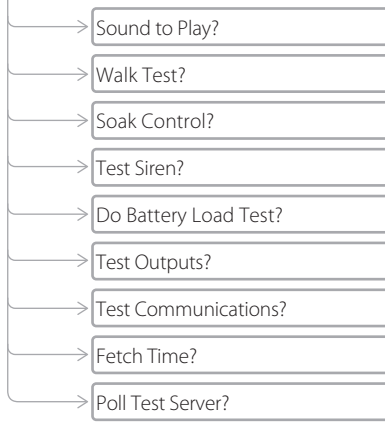 Sound to Play?
Walk Test?
Soak Control?
Test Siren?
Do Battery Load Test?
Test Outputs?
Test Communications?
Fetch Time?
Poll Test Server?